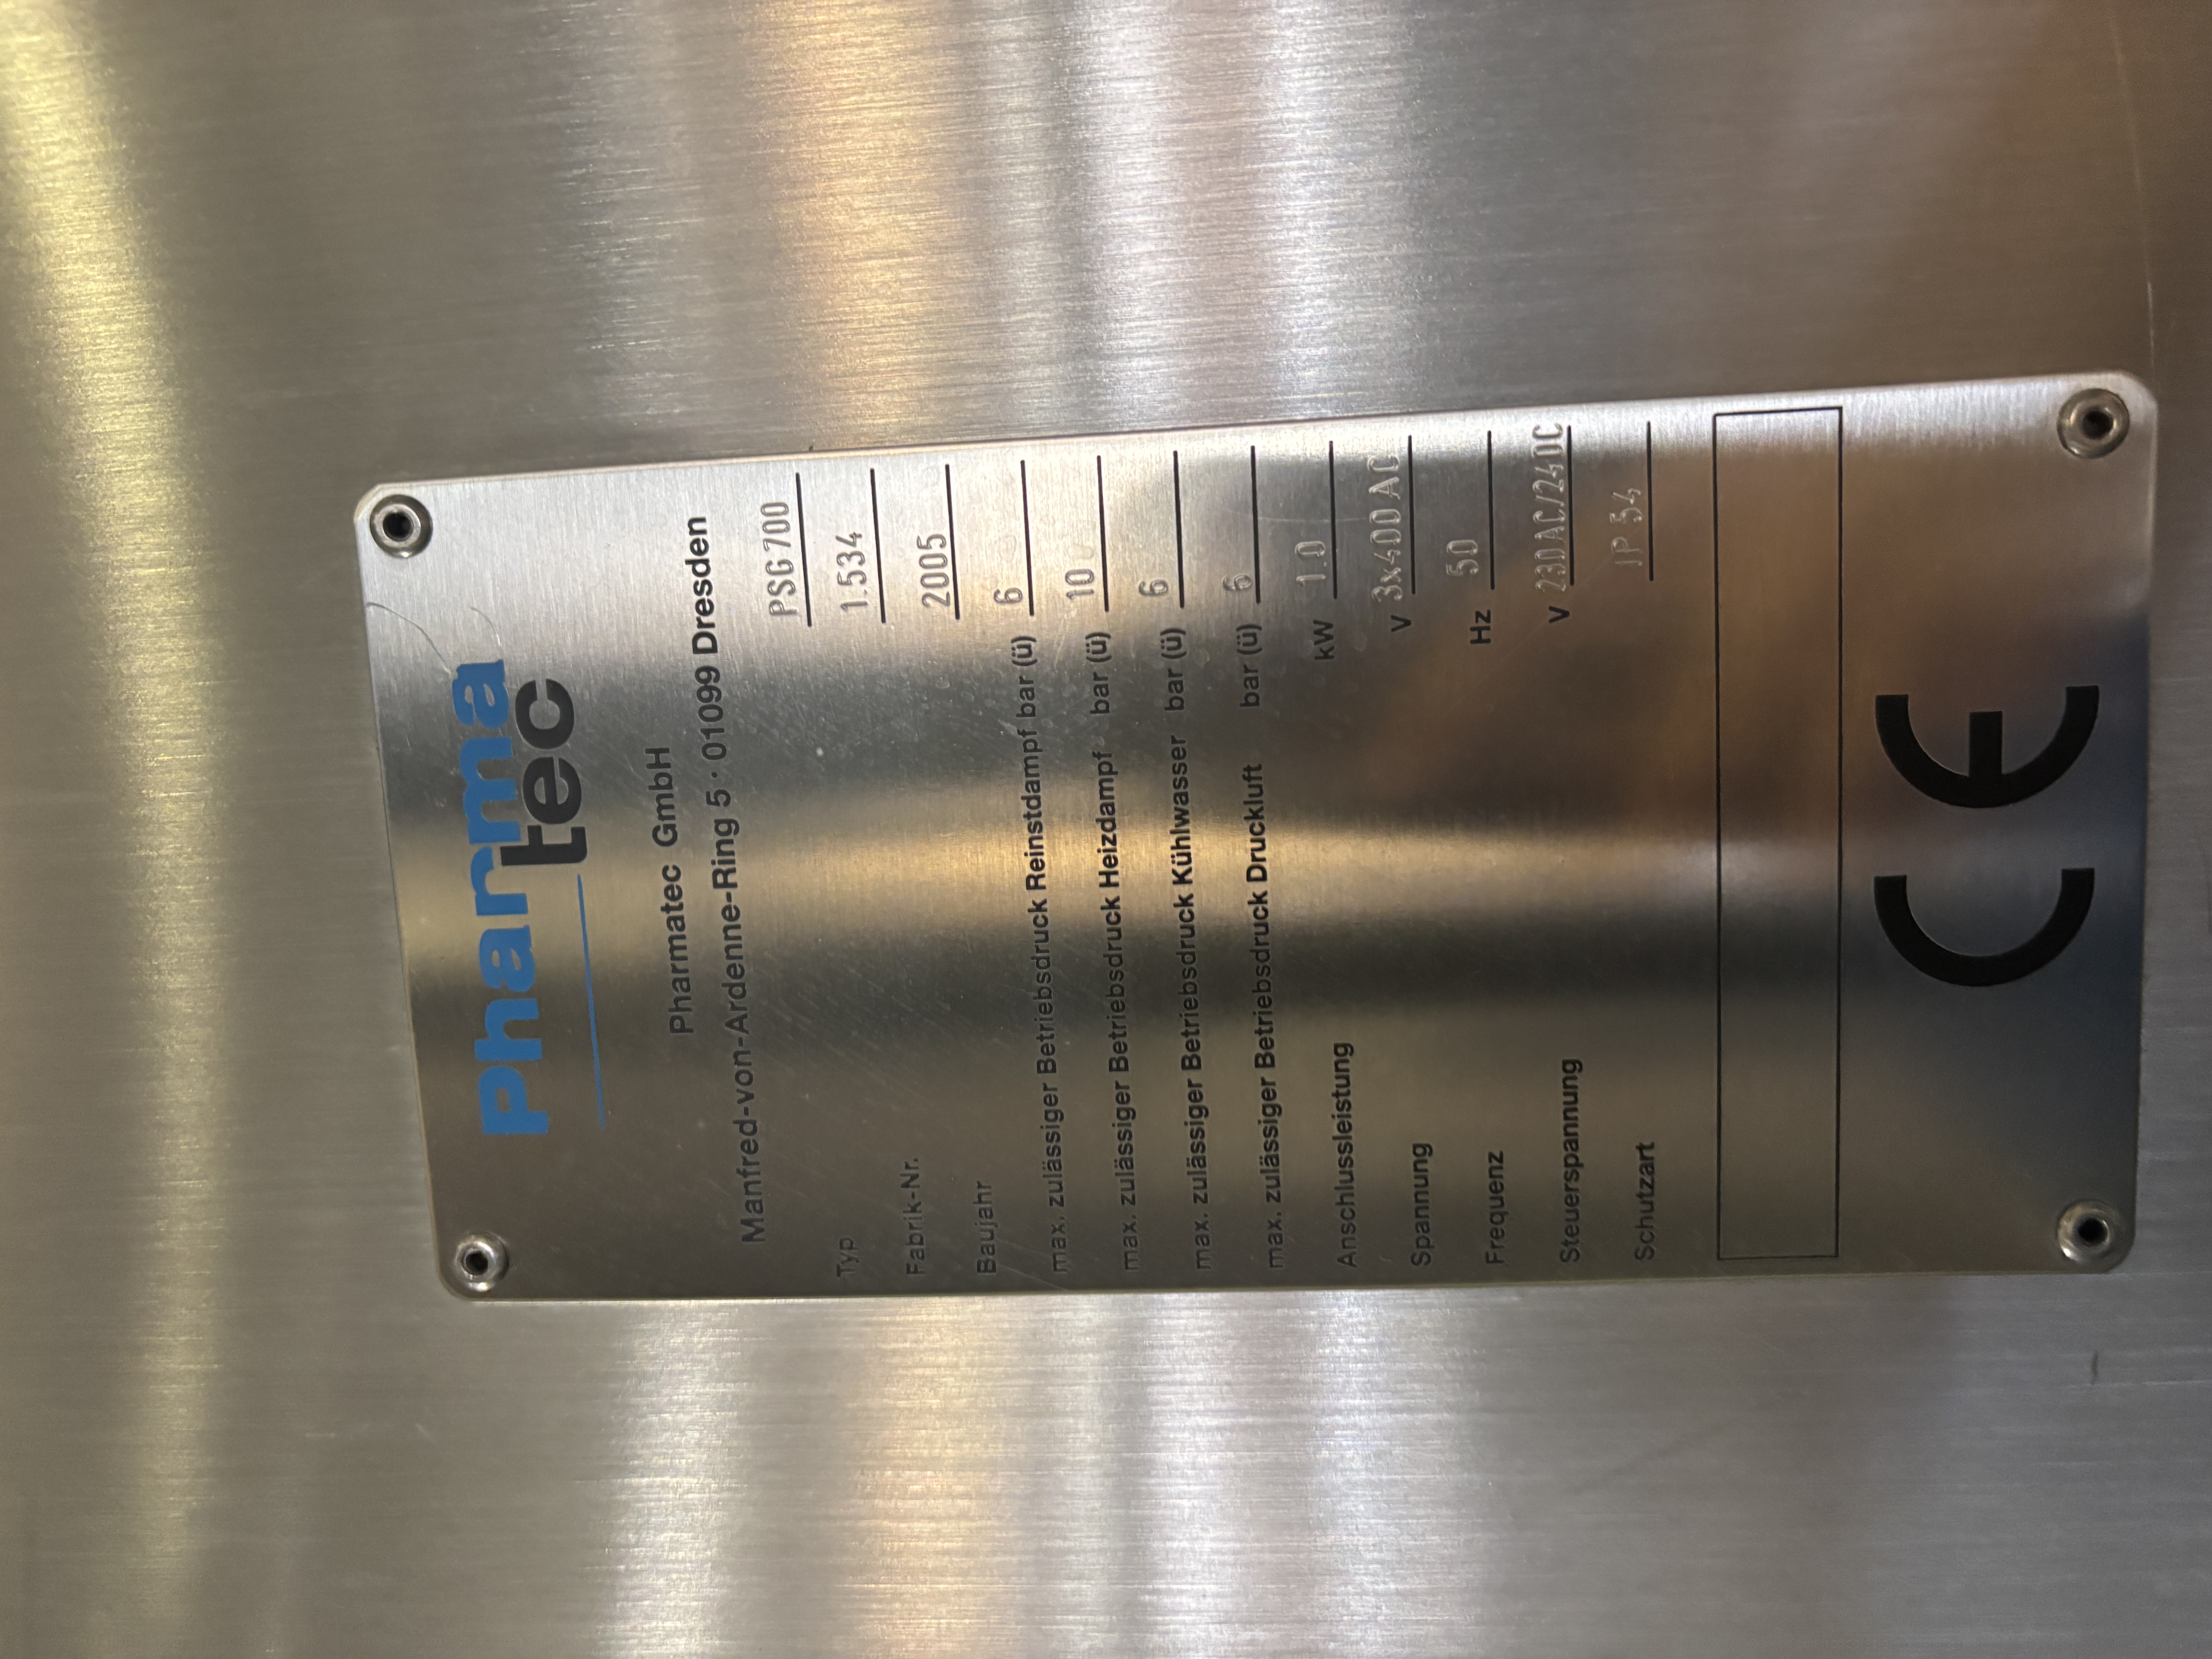 Pharma
tec
Pharmatec GmbH
Manfred-von-Ardenne-Ring 5 · 01099 Dresden
Typ PSG 700
Fabrik-Nr. 1.534
Baujahr 2005
max. zulässiger Betriebsdruck Reinstdampf bar (ü) 6
max. zulässiger Betriebsdruck Heizdampf bar (ü) 10
max. zulässiger Betriebsdruck Kühlwasser bar (ü) 6
max. zulässiger Betriebsdruck Druckluft bar (ü) 6
Anschlussleistung kW 1.0
Spannung V 3x400 AC
Frequenz Hz 50
Steuerspannung V 230AC/24DC
Schutzart IP 54
CE